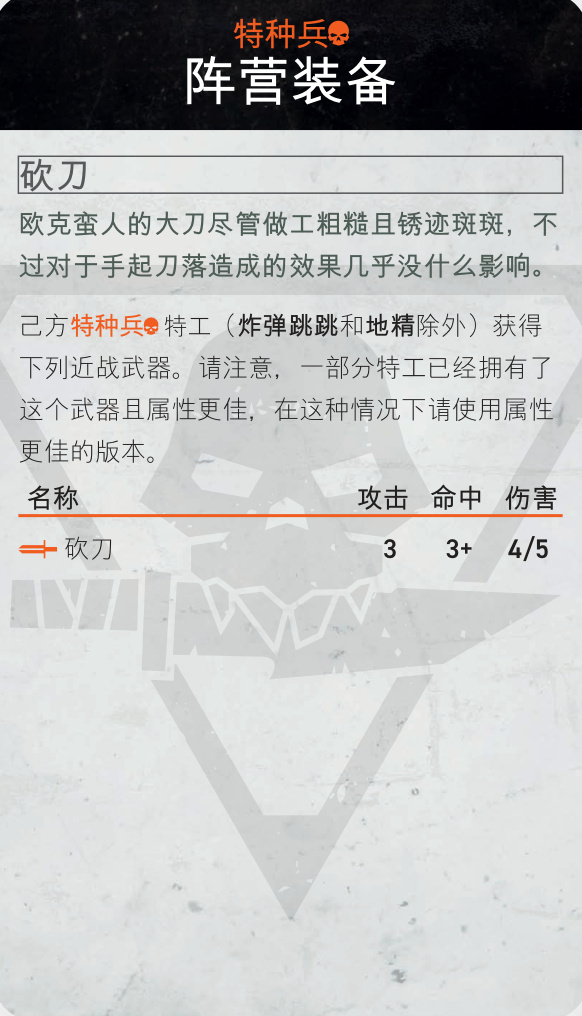 特种兵
阵营装备
砍刀
欧克蛮人的大刀尽管做工粗糙且锈迹斑斑，不
过对于手起刀落造成的效果几乎没什么影响。
己方特种兵 特工（炸弹跳跳和地精除外）获得
下列近战武器。请注意，一部分特工已经拥有了
这个武器且属性更佳，在这种情况下请使用属性
更佳的版本。
名称 攻击 命中 伤害
砍刀 3 3+ 4/5